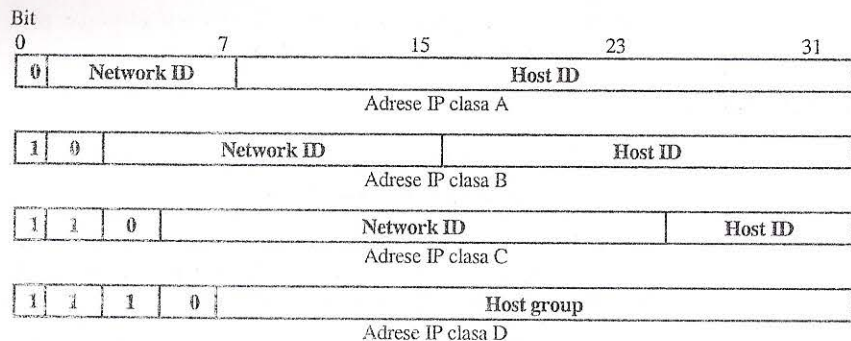 Bit
0 7 15 23 31
0 Network ID Host ID
Adrese IP clasa A
1 0 Network ID Host ID
Adrese IP clasa B
1 1 0 Network ID Host ID
Adrese IP clasa C
1 1 1 0 Host group
Adrese IP clasa D